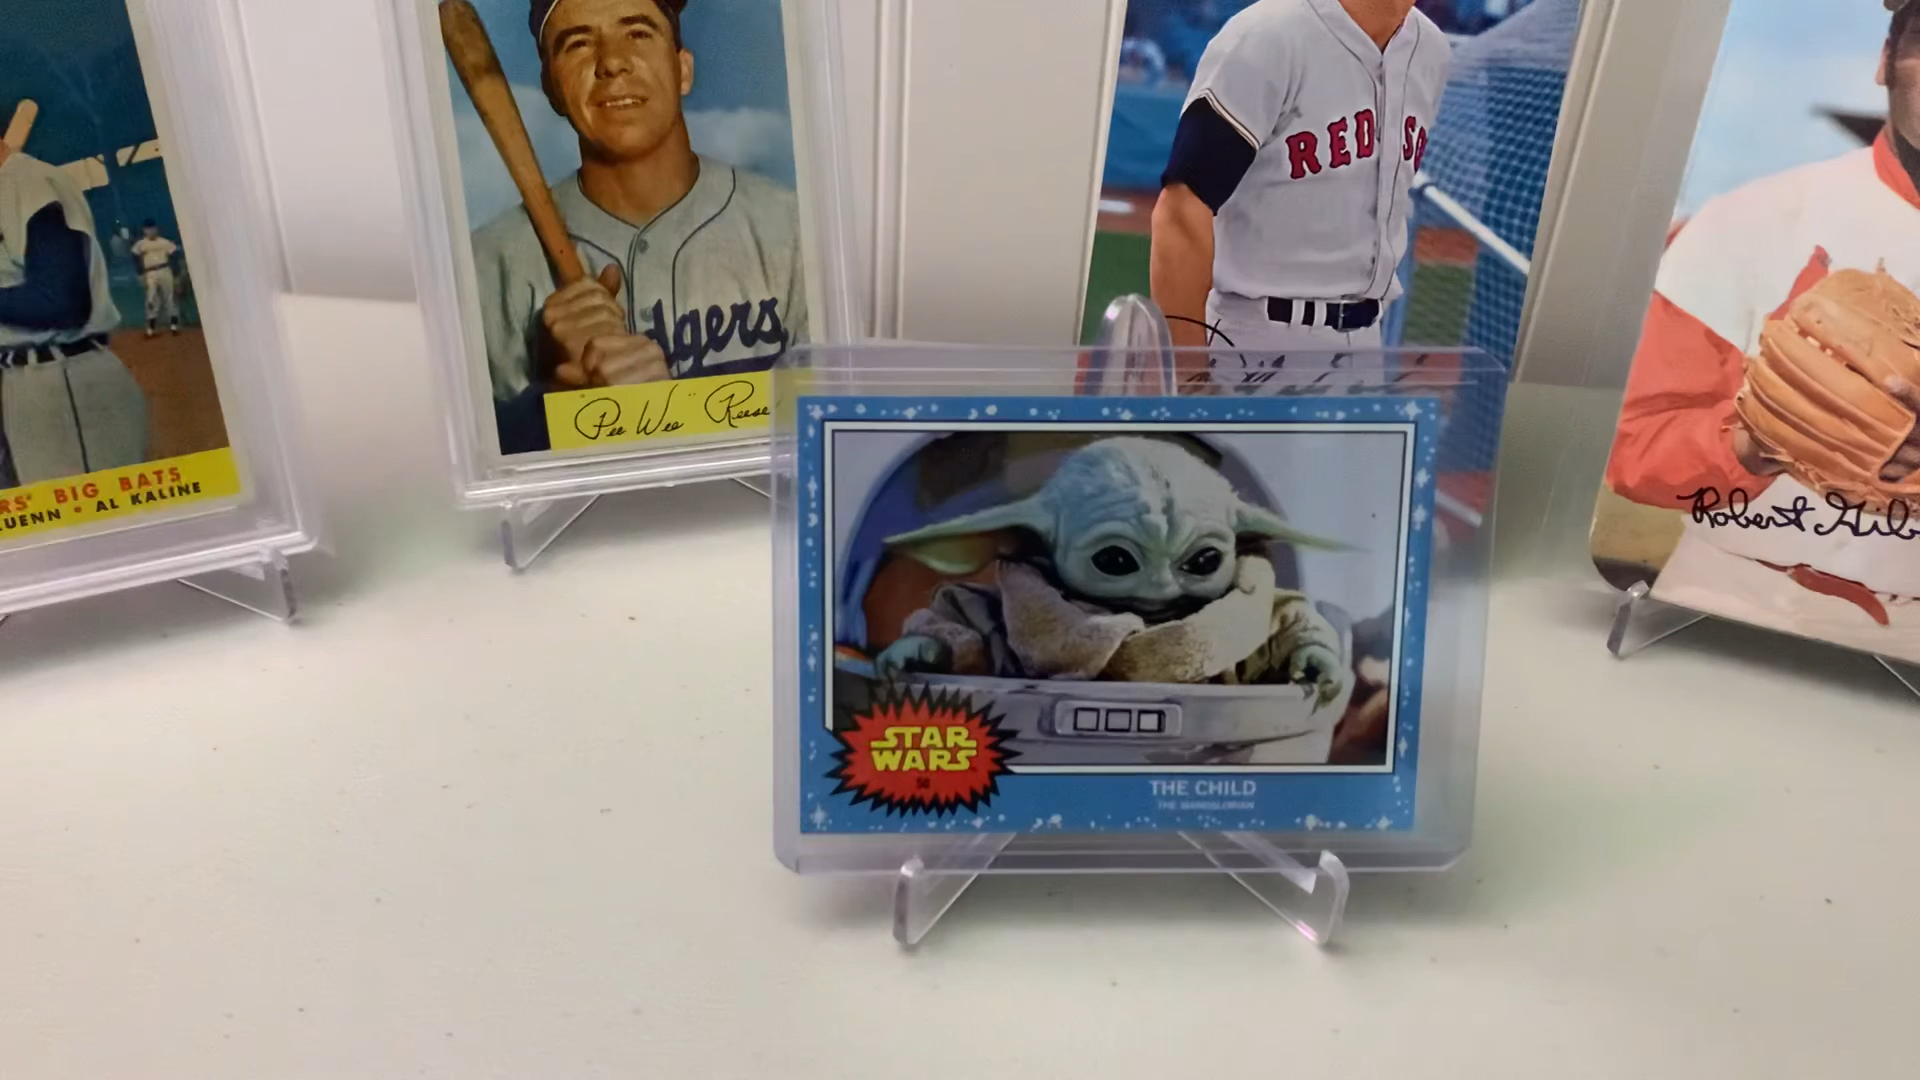 RS' BIG BATS
UENN • AL KALINE
dgers
Pee Wee Reese
RED SO
Robert Gib
STAR
WARS
THE CHILD
THE MANDALORIAN